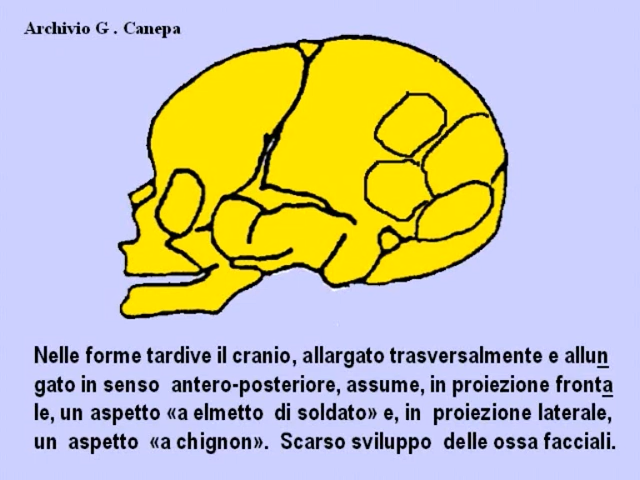 Archivio G . Canepa
Nelle forme tardive il cranio, allargato trasversalmente e allun
gato in senso antero-posteriore, assume, in proiezione fronta
le, un aspetto «a elmetto di soldato» e, in proiezione laterale,
un aspetto «a chignon». Scarso sviluppo delle ossa facciali.